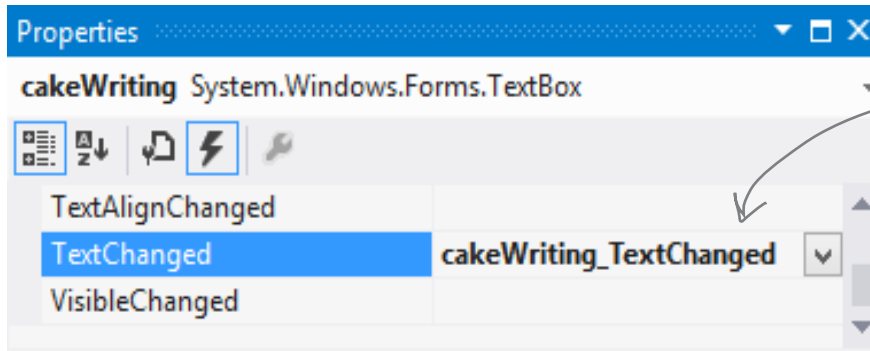 Properties
cakeWriting System.Windows.Forms.TextBox
TextAlignChanged
TextChanged cakeWriting_TextChanged
VisibleChanged